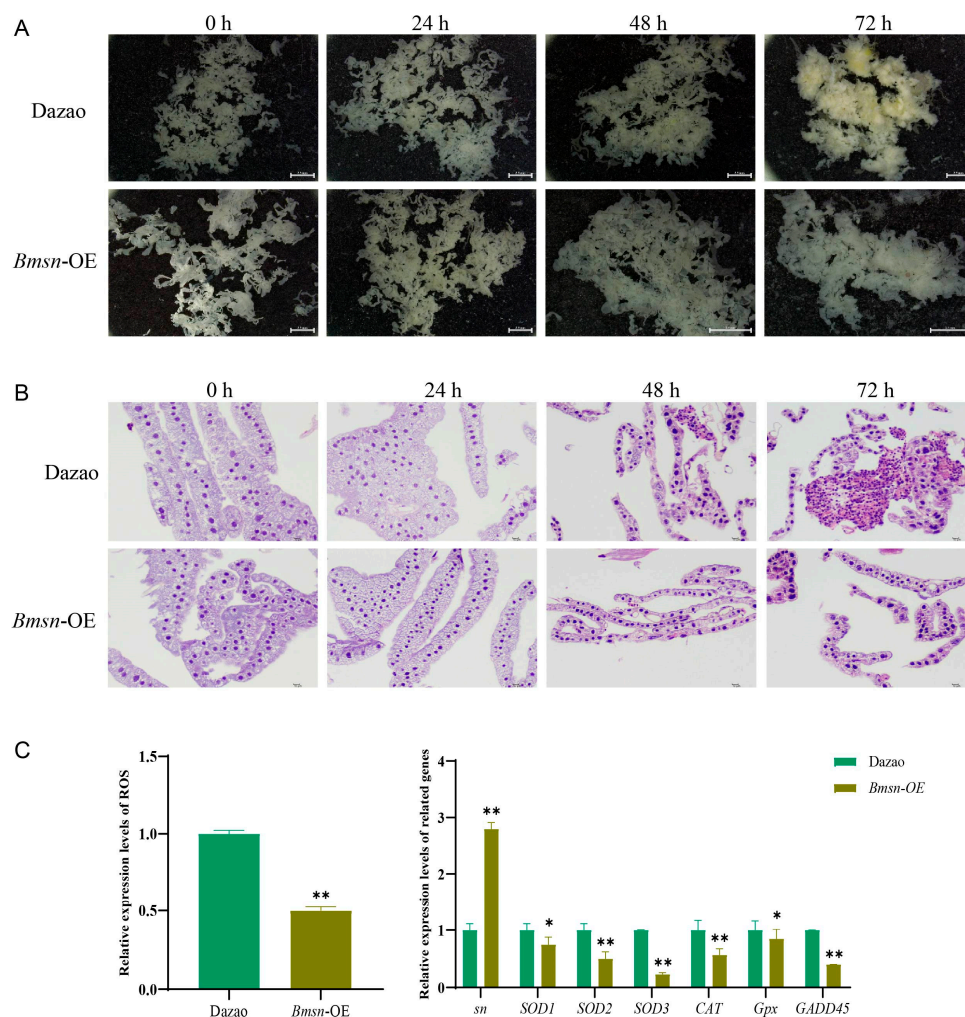 A
0 h 24 h 48 h 72 h
Dazao
Bmsn-OE
B
0 h 24 h 48 h 72 h
Dazao
Bmsn-OE
C
Relative expression levels of ROS
1.5
1.0
0.5
0.0
**
Dazao Bmsn-OE
Relative expression levels of related genes
4
3
2
1
0
** * ** ** ** * **
sn SOD1 SOD2 SOD3 CAT Gpx GADD45
Dazao
Bmsn-OE